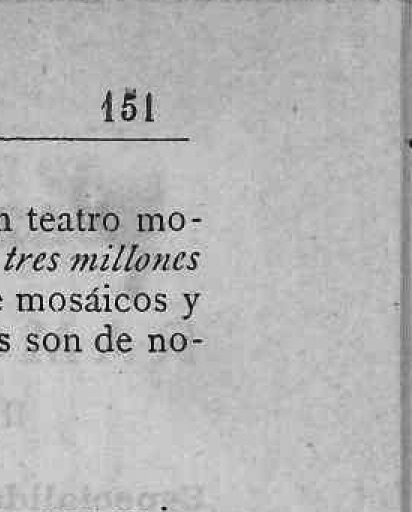 151
n teatro mo-
tres millones
e mosáicos y
s son de no-